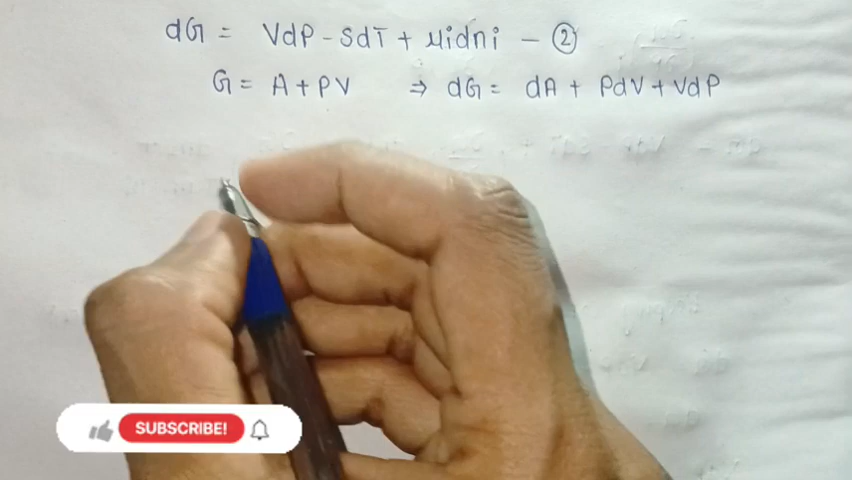 dG = VdP - SdT + μidni - ②
G = A + PV ⇒ dG = dA + PdV + VdP
SUBSCRIBE!